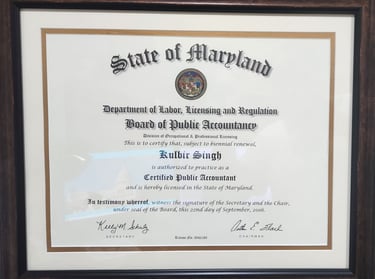 State of Maryland
Department of Labor, Licensing and Regulation
Board of Public Accountancy
Division of Occupational & Professional Licensing
This is to certify that, subject to biennial renewal,
Kulbir Singh
is authorized to practice as a
Certified Public Accountant
and is hereby licensed in the State of Maryland.
In testimony whereof, witness the signature of the Secretary and the Chair,
under seal of the Board, this 22nd day of September, 2016.
SECRETARY
CHAIRMAN
License No.